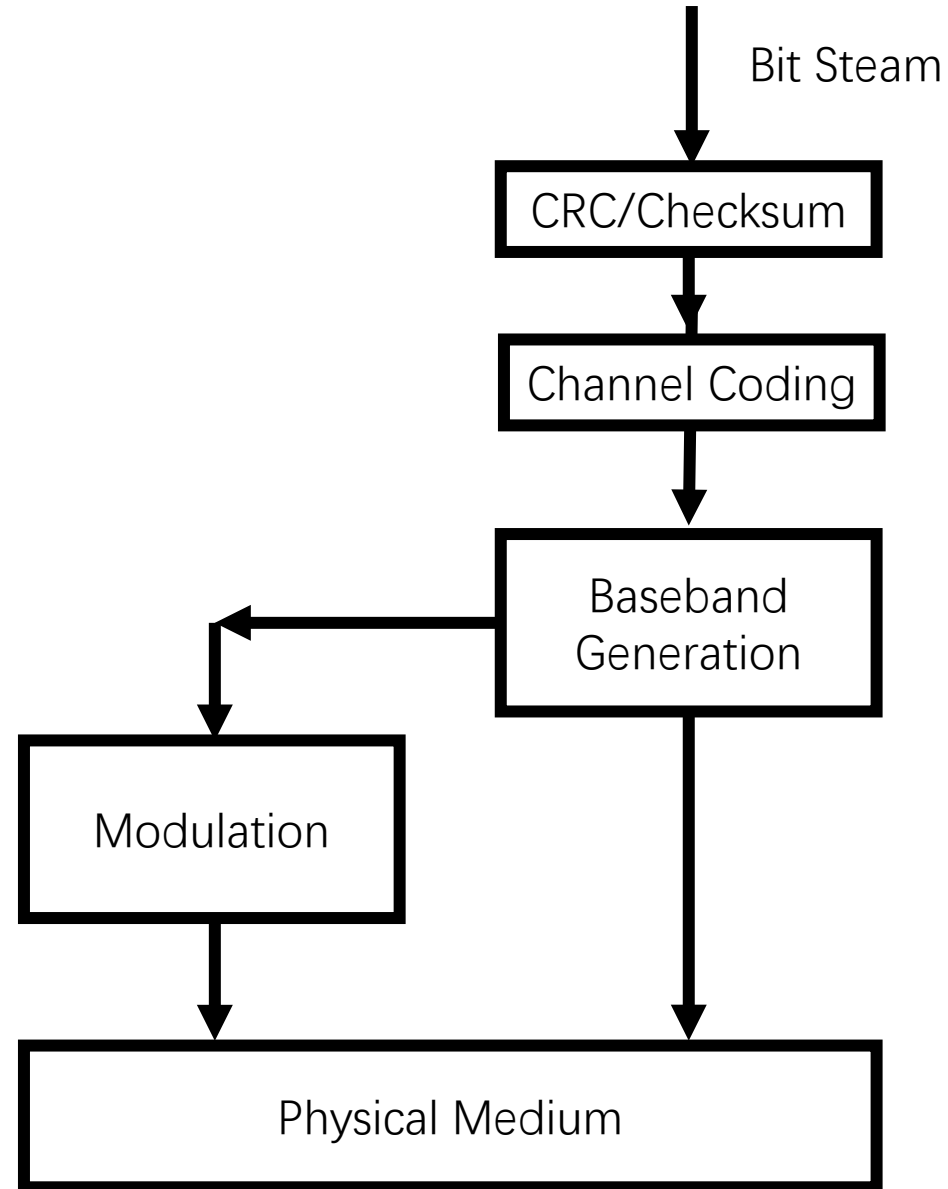 Bit Steam
CRC/Checksum
Channel Coding
Baseband
Generation
Modulation
Physical Medium